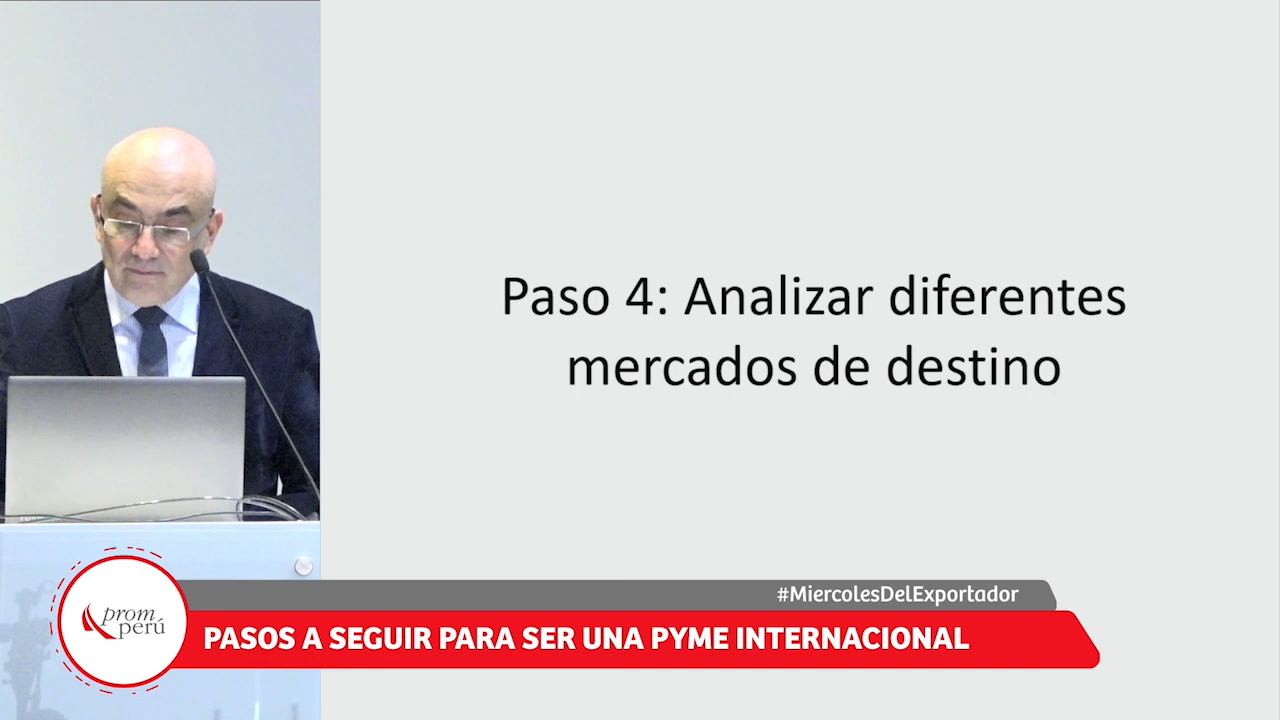 Paso 4: Analizar diferentes
mercados de destino
#MiercolesDelExportador
prom
perú
PASOS A SEGUIR PARA SER UNA PYME INTERNACIONAL